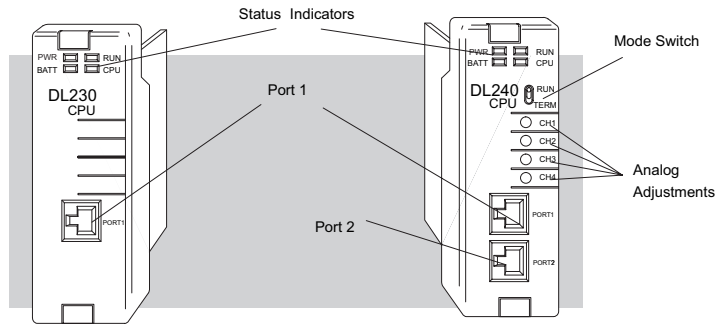 Status Indicators
PWR RUN
BATT CPU
DL230
CPU
PORT1
Port 1
Port 2
PWR RUN
BATT CPU
DL240
CPU
RUN
TERM
CH1
CH2
CH3
CH4
PORT1
PORT2
Mode Switch
Analog
Adjustments